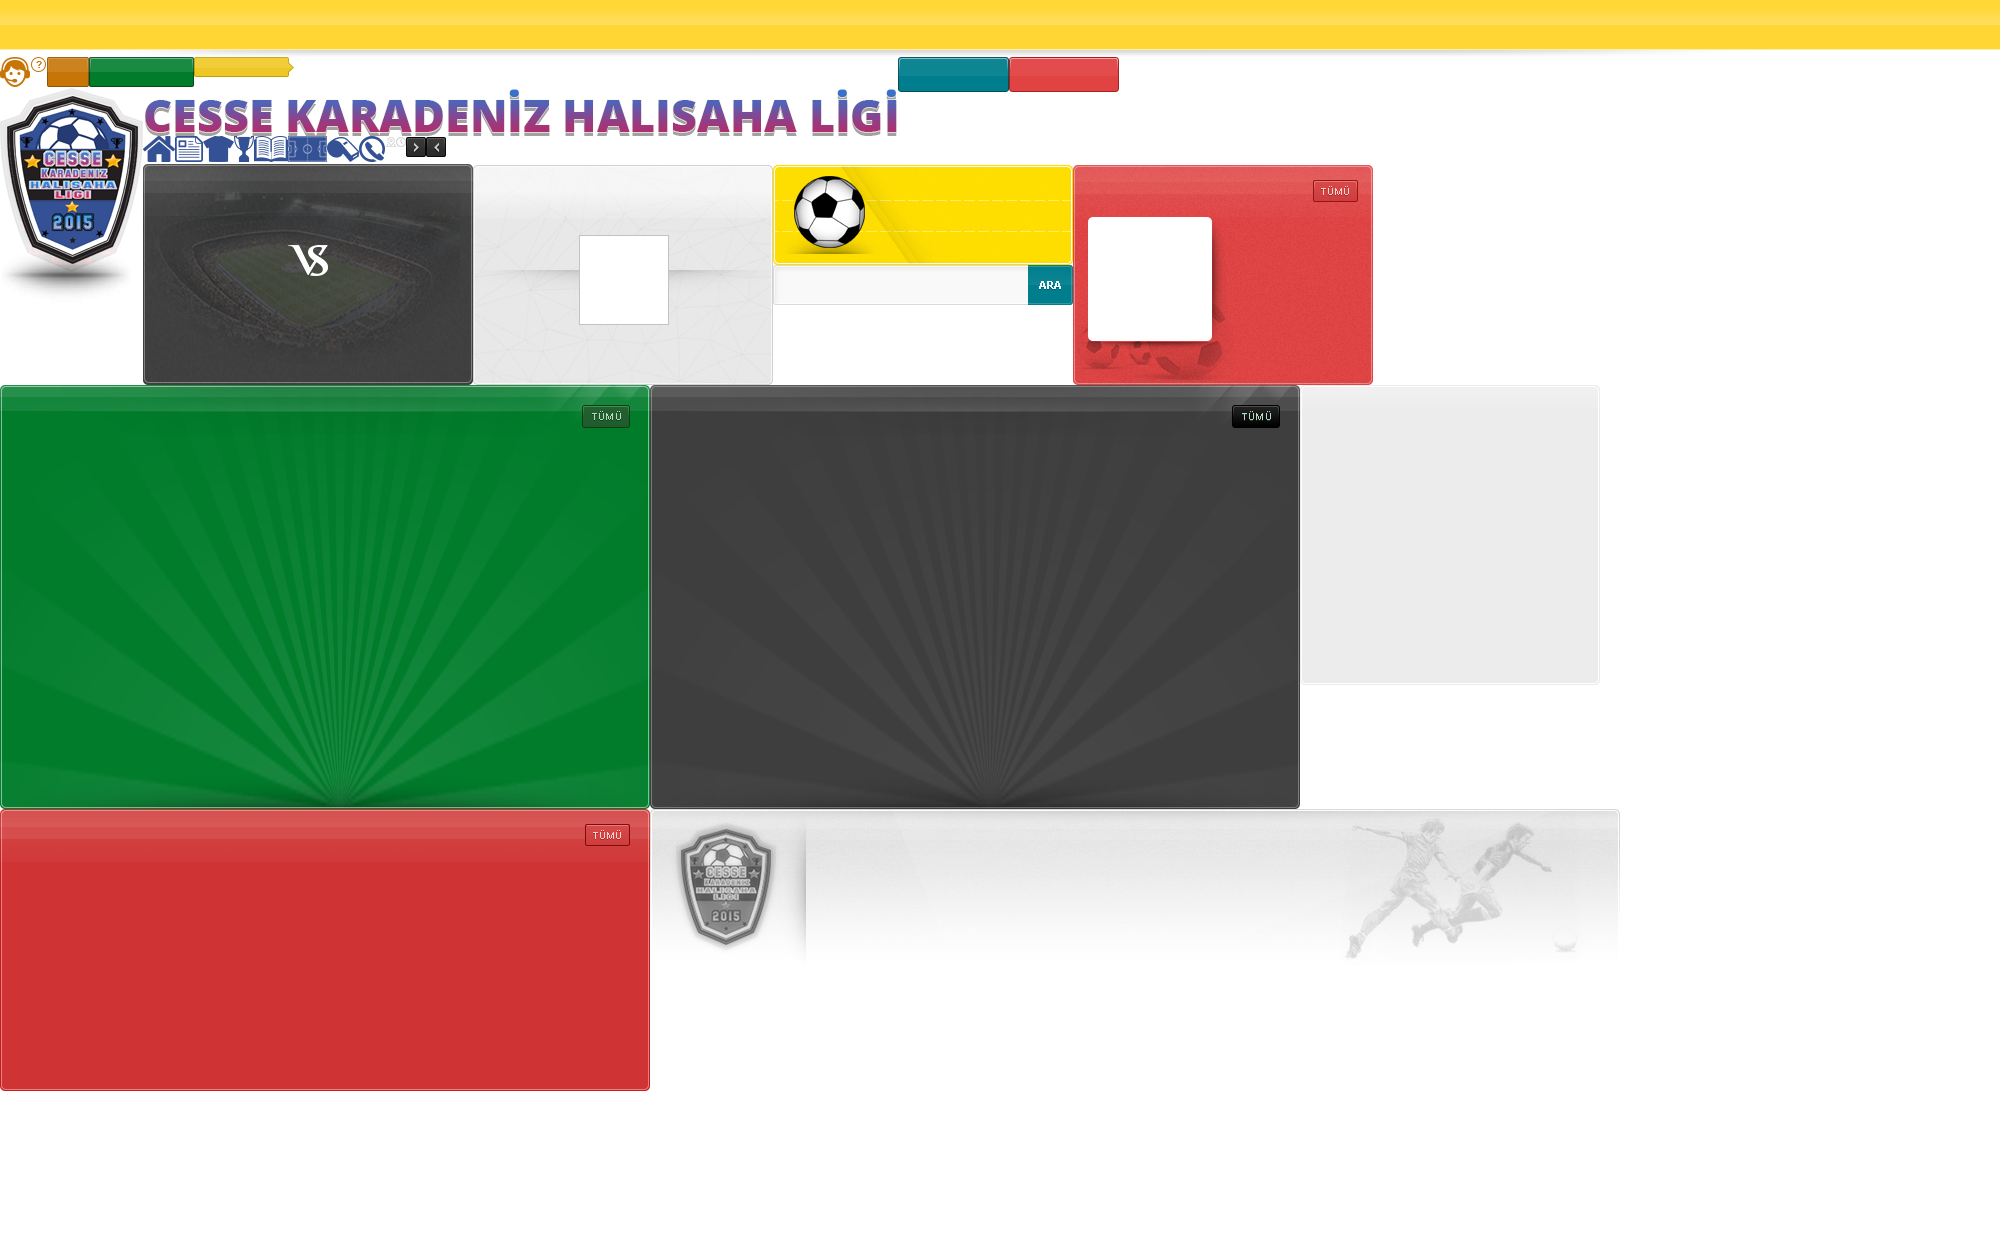 ?
CESSE KARADENİZ HALISAHA LİGİ
CESSE
KARADENIZ
HALISAHA
LIGI
2015
VS
TÜMÜ
ARA
TÜMÜ
TÜMÜ
TÜMÜ
CESSE
KARADENIZ
HALISAHA
LIGI
2015